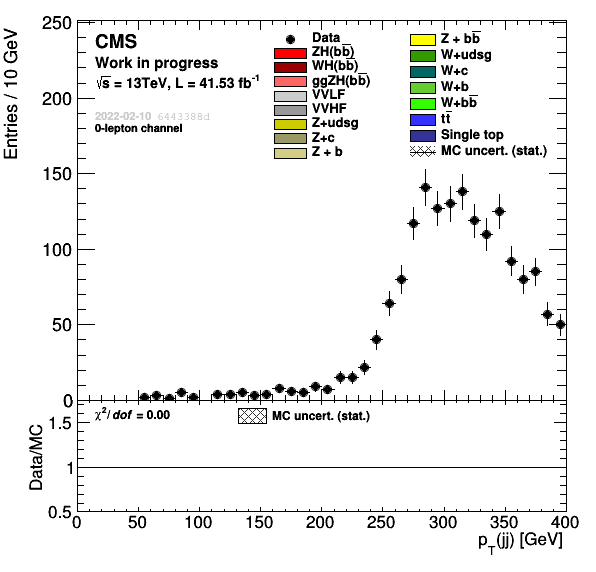 CMS
Work in progress
√s = 13TeV, L = 41.53 fb⁻¹
2022-02-10 6443388d
0-lepton channel
Data
ZH(bb̅)
WH(bb̅)
ggZH(bb̅)
VVLF
VVHF
Z+udsg
Z+c
Z + b
Z + bb̅
W+udsg
W+c
W+b
W+bb̅
tt̅
Single top
MC uncert. (stat.)
Entries / 10 GeV
250
200
150
100
50
0
χ²/dof = 0.00
MC uncert. (stat.)
Data/MC
1.5
1
0.5
0 50 100 150 200 250 300 350 400
p_T(jj) [GeV]